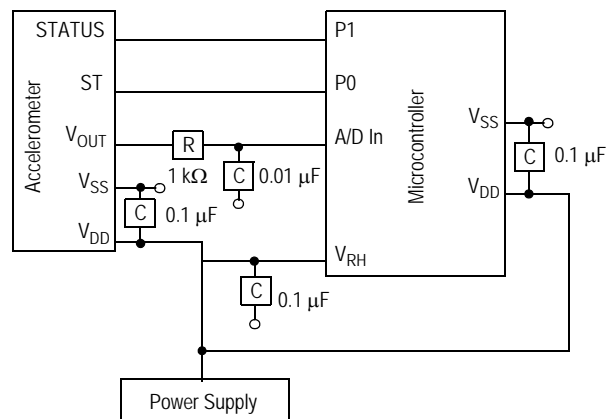 STATUS
ST
V_OUT
V_SS
V_DD
Accelerometer
R
1 kΩ
C
0.01 μF
C
0.1 μF
P1
P0
A/D In
V_RH
Microcontroller
V_SS
V_DD
C
0.1 μF
C
0.1 μF
Power Supply